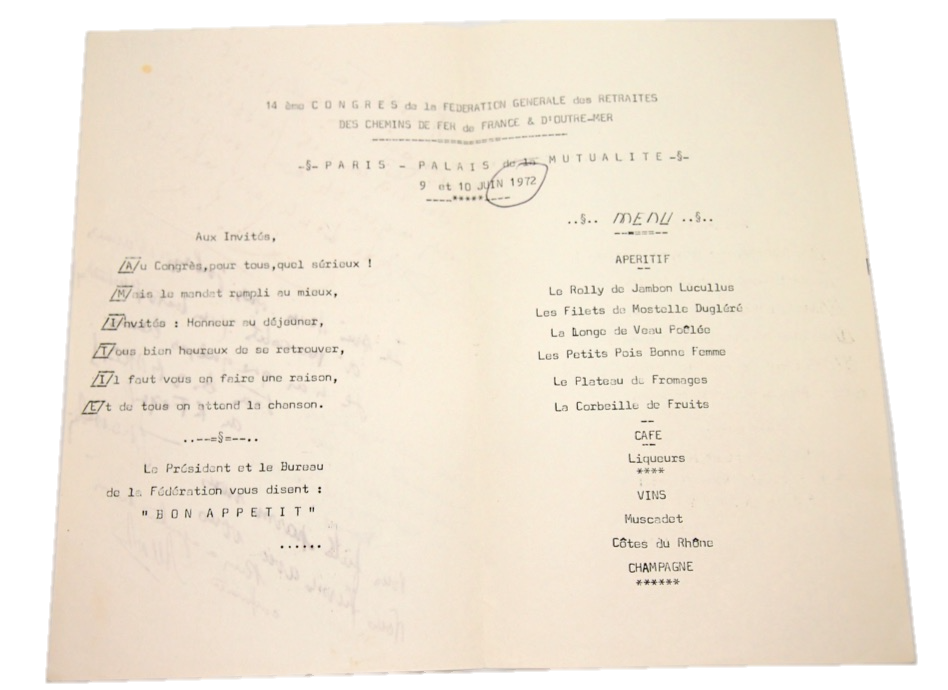 14 ème C O N G R E S de la FEDERATION GENERALE des RETRAITES
DES CHEMINS DE FER de FRANCE & D'OUTRE-MER
-§- P A R I S - P A L A I S de la M U T U A L I T E -§-
9 et 10 JUIN 1972
----*****----
Aux Invités,
/A/u Congrès,pour tous,quel sérieux !
/M/ais le mandat rempli au mieux,
/I/nvités : Honneur au déjeuner,
/T/ous bien heureux de se retrouver,
/I/l faut vous en faire une raison,
/E/t de tous on attend la chanson.
..--=§=--..
Le Président et le Bureau
de la Fédération vous disent :
" B O N A P P E T I T "
......
..§.. MENU ..§..
APERITIF
Le Rolly de Jambon Lucullus
Les Filets de Mostelle Dugléré
La Longe de Veau Poêlée
Les Petits Pois Bonne Femme
Le Plateau de Fromages
La Corbeille de Fruits
CAFE
Liqueurs
****
VINS
Muscadet
Côtes du Rhône
CHAMPAGNE
******